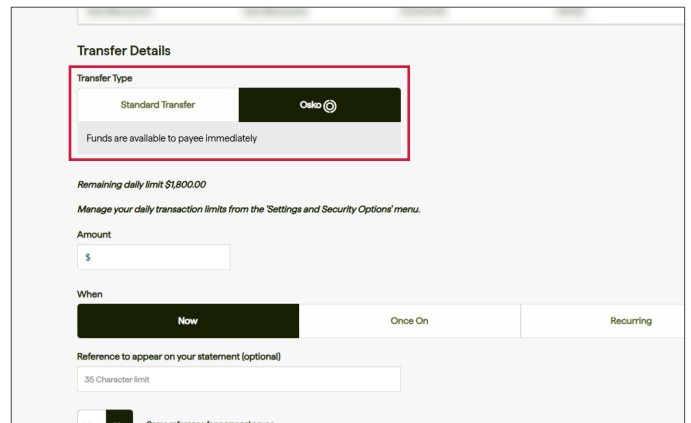 Transfer Details
Transfer Type
Standard Transfer
Osko
Funds are available to payee immediately
Remaining daily limit $1,800.00
Manage your daily transaction limits from the 'Settings and Security Options' menu.
Amount
$
When
Now
Once On
Recurring
Reference to appear on your statement (optional)
35 Character limit